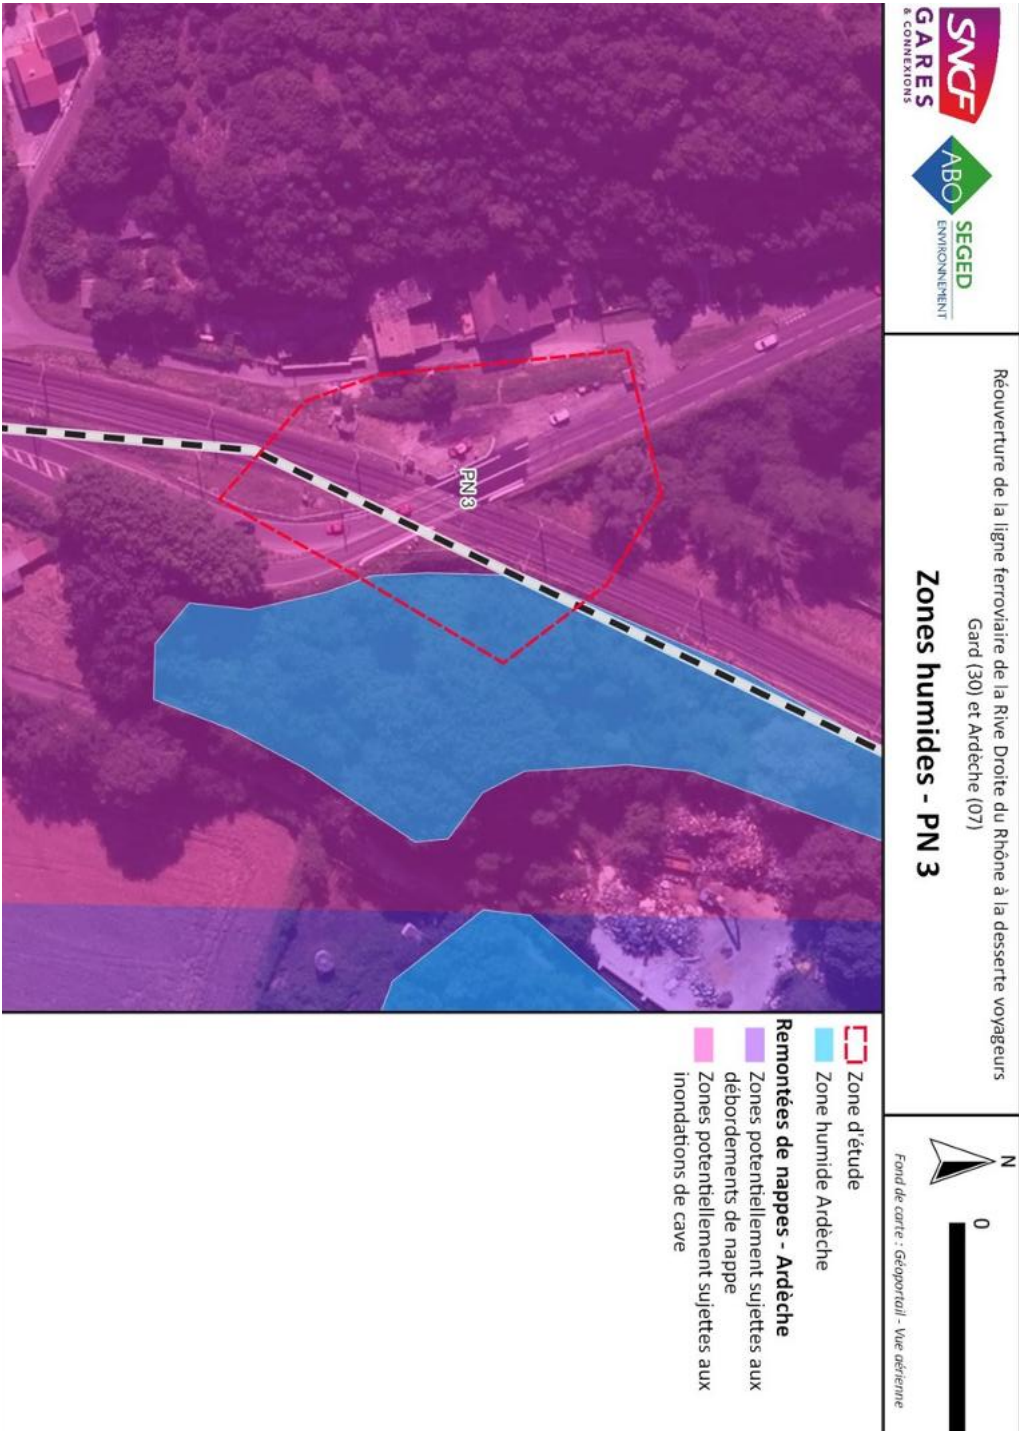 SNCF
GARES
& CONNEXIONS
ABO
SEGED
ENVIRONNEMENT
Réouverture de la ligne ferroviaire de la Rive Droite du Rhône à la desserte voyageurs
Gard (30) et Ardèche (07)
Zones humides - PN 3
N
0
Fond de carte : Géoportail - Vue aérienne
PN 3
Zone d'étude
Zone humide Ardèche
Remontées de nappes - Ardèche
Zones potentiellement sujettes aux
débordements de nappe
Zones potentiellement sujettes aux
inondations de cave